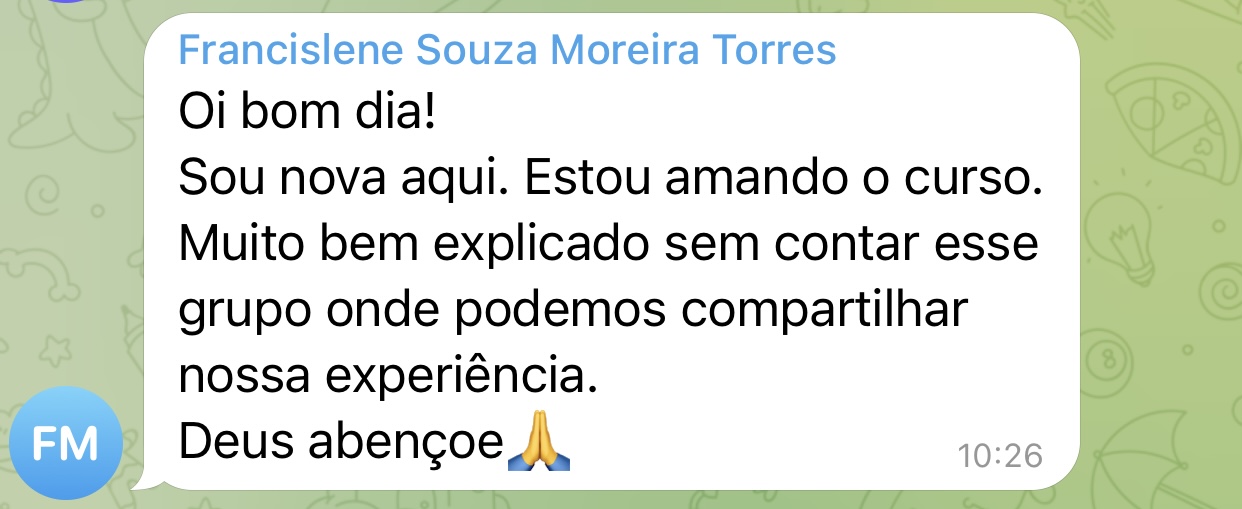 Francislene Souza Moreira Torres
Oi bom dia!
Sou nova aqui. Estou amando o curso.
Muito bem explicado sem contar esse
grupo onde podemos compartilhar
nossa experiência.
Deus abençoe🙏
10:26
FM